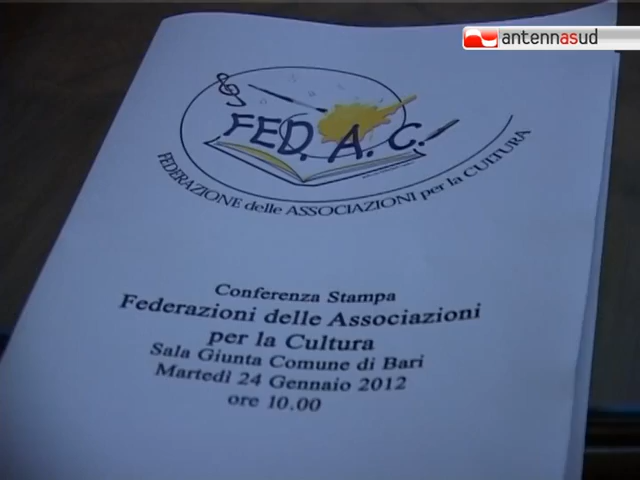 antennasud
FED. A. C.
FEDERAZIONE delle ASSOCIAZIONI per la CULTURA
Conferenza Stampa
Federazioni delle Associazioni
per la Cultura
Sala Giunta Comune di Bari
Martedì 24 Gennaio 2012
ore 10.00